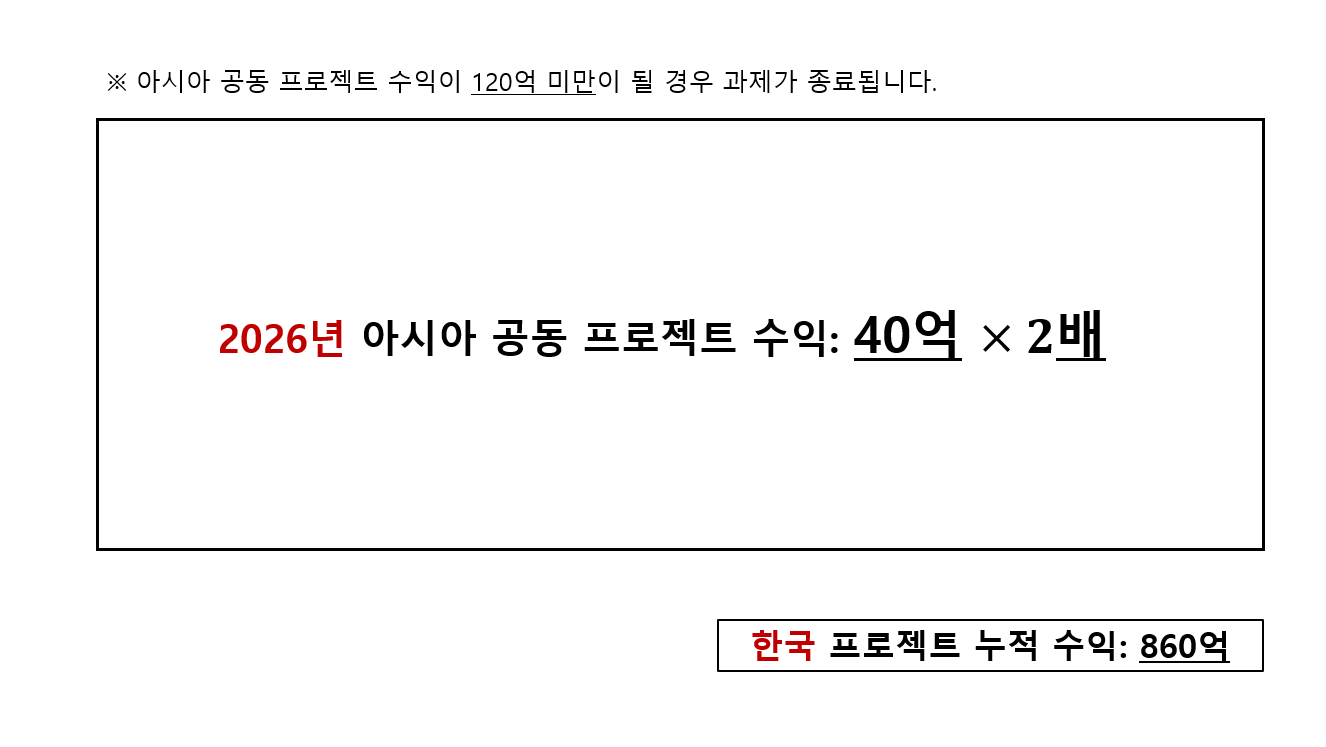 ※ 아시아 공동 프로젝트 수익이 120억 미만이 될 경우 과제가 종료됩니다.
2026년 아시아 공동 프로젝트 수익: 40억 × 2배
한국 프로젝트 누적 수익: 860억